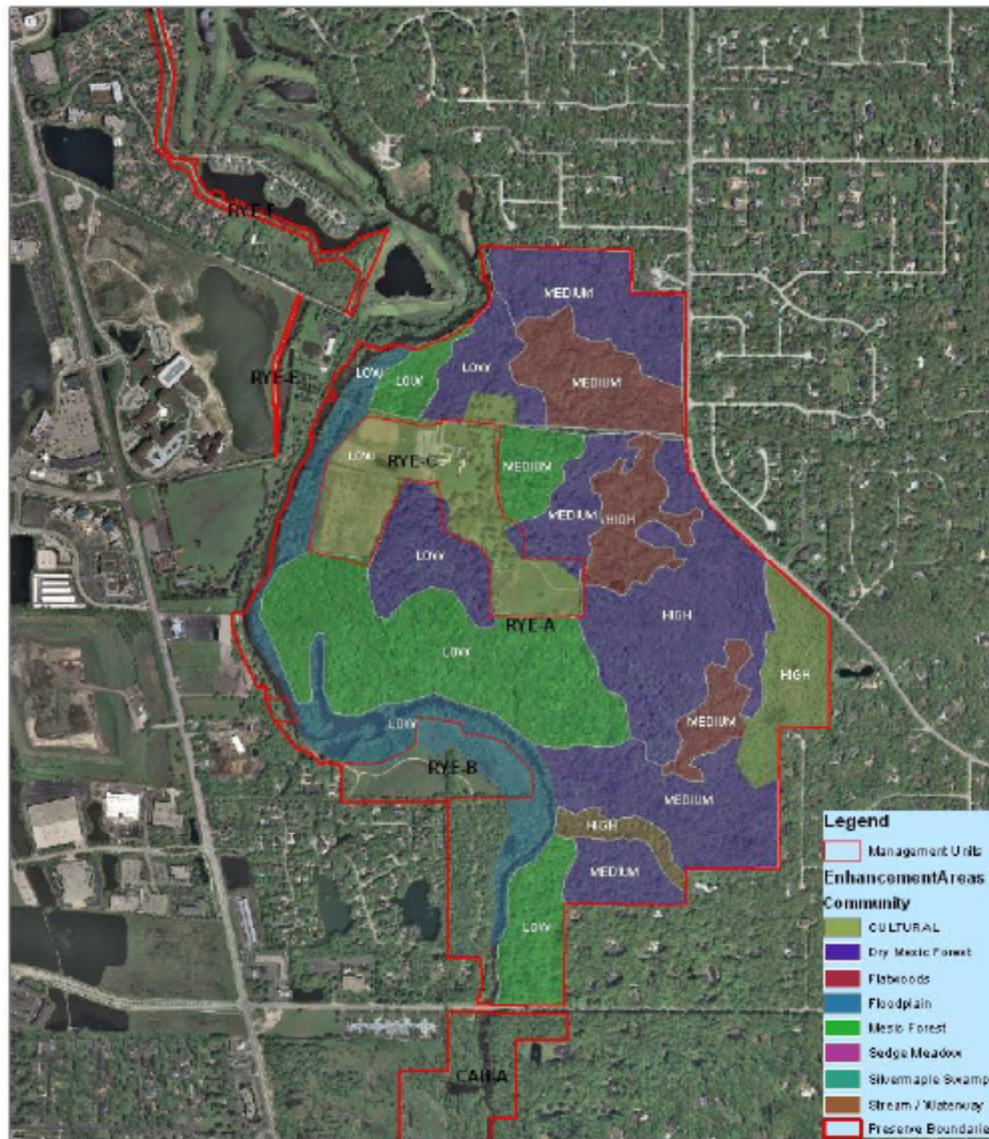 RYE-F
MEDIUM
LOW
LOW
LOW
MEDIUM
RYE-E
LOW
RYE-C
MEDIUM
MEDIUM
HIGH
LOW
RYE-A
HIGH
LOW
HIGH
MEDIUM
LOW
RYE-B
MEDIUM
HIGH
MEDIUM
LOW
CAH-A
Legend
Management Units
EnhancementAreas
Community
CULTURAL
Dry Mesic Forest
Flatwoods
Floodplain
Mesic Forest
Sedge Meadow
Silvermaple Swamp
Stream / Waterway
Preserve Boundarie